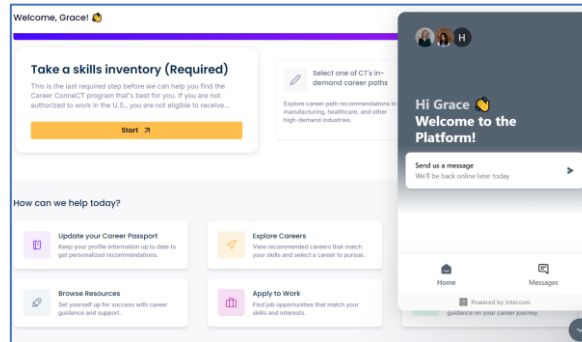 Welcome, Grace! 👋
Take a skills inventory (Required)
This is the last required step before we can help you find the
Career ConneCT program that's best for you. If you are not
authorized to work in the U.S., you are not eligible to receive...
Start ↗
Select one of CT's in-
demand career paths
Explore career path recommendations in
manufacturing, healthcare, and other
high-demand industries.
How can we help today?
Update your Career Passport
Keep your profile information up to date to
get personalized recommendations.
Explore Careers
View recommended careers that match
your skills and select a career to pursue.
Browse Resources
Set yourself up for success with career
guidance and support.
Apply to Work
Find job opportunities that match your
skills and interests.
guidance on your career journey.
H
Hi Grace 👋
Welcome to the
Platform!
Send us a message
We'll be back online later today
Home
Messages
Powered by Intercom